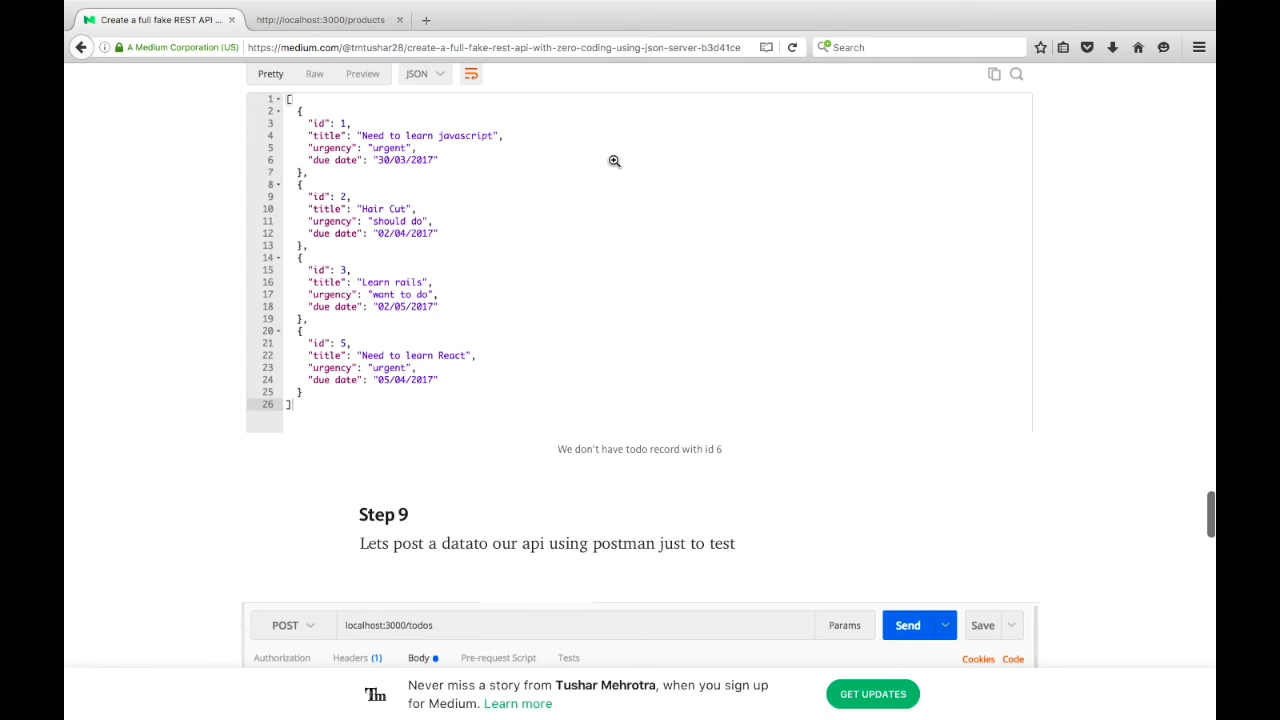 Create a full fake REST API ... ×
http://localhost:3000/products ×
A Medium Corporation (US) https://medium.com/@tmtushar28/create-a-full-fake-rest-api-with-zero-coding-using-json-server-b3d41ce Search
Pretty Raw Preview JSON
1 [
2 {
3 "id": 1,
4 "title": "Need to learn javascript",
5 "urgency": "urgent",
6 "due date": "30/03/2017"
7 },
8 {
9 "id": 2,
10 "title": "Hair Cut",
11 "urgency": "should do",
12 "due date": "02/04/2017"
13 },
14 {
15 "id": 3,
16 "title": "Learn rails",
17 "urgency": "want to do",
18 "due date": "02/05/2017"
19 },
20 {
21 "id": 5,
22 "title": "Need to learn React",
23 "urgency": "urgent",
24 "due date": "05/04/2017"
25 }
26 ]
We don't have todo record with id 6
Step 9
Lets post a datato our api using postman just to test
POST localhost:3000/todos Params Send Save
Authorization Headers (1) Body Pre-request Script Tests Cookies Code
Tm
Never miss a story from Tushar Mehrotra, when you sign up
for Medium. Learn more
GET UPDATES